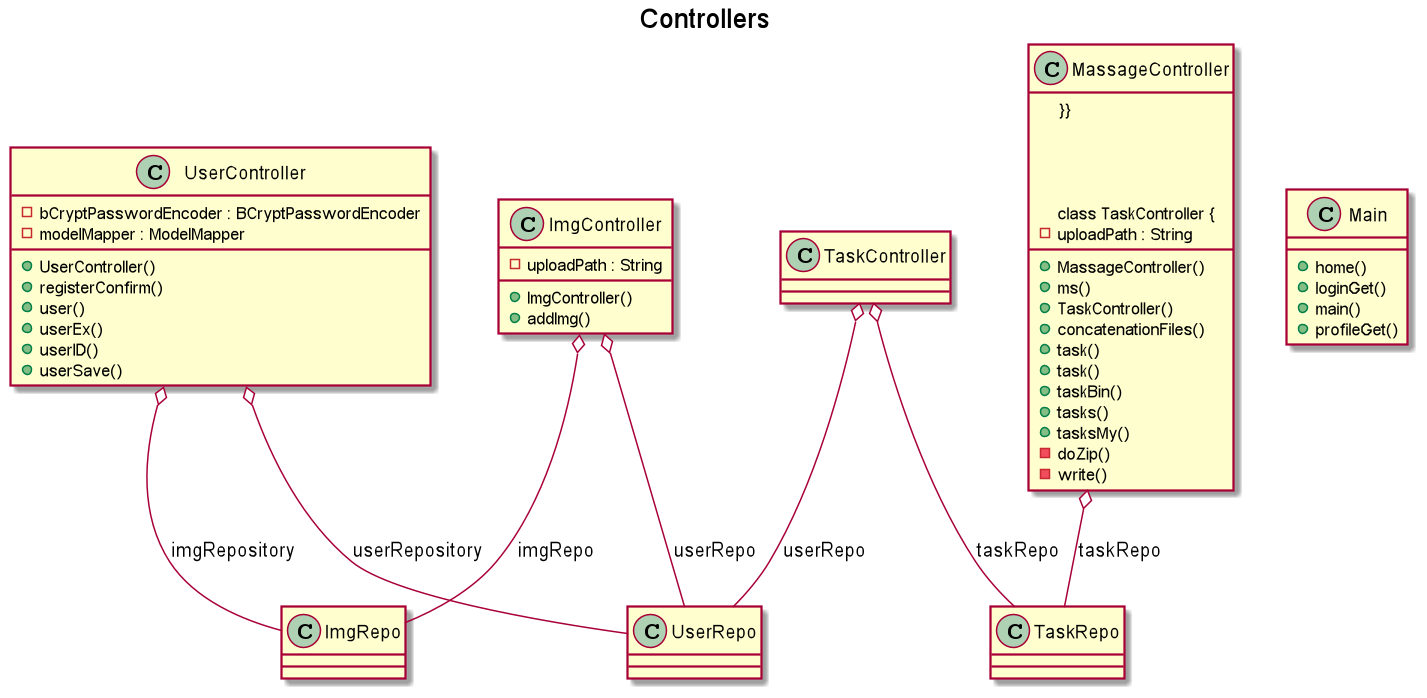 Controllers
C UserController
bCryptPasswordEncoder : BCryptPasswordEncoder
modelMapper : ModelMapper
UserController()
registerConfirm()
user()
userEx()
userID()
userSave()
C ImgController
uploadPath : String
ImgController()
addImg()
C TaskController
C MassageController
}}
class TaskController {
uploadPath : String
MassageController()
ms()
TaskController()
concatenationFiles()
task()
task()
taskBin()
tasks()
tasksMy()
doZip()
write()
C Main
home()
loginGet()
main()
profileGet()
imgRepository
userRepository
imgRepo
userRepo
userRepo
taskRepo
taskRepo
C ImgRepo
C UserRepo
C TaskRepo